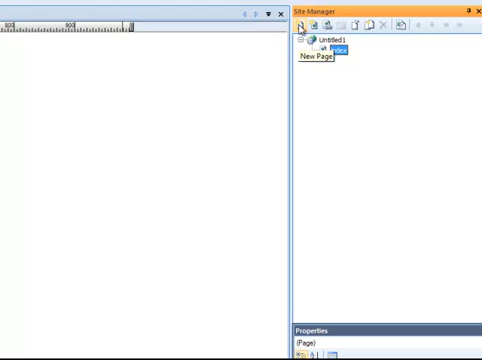 Site Manager
800 900
Untitled1
index
New Page
Properties
(Page)